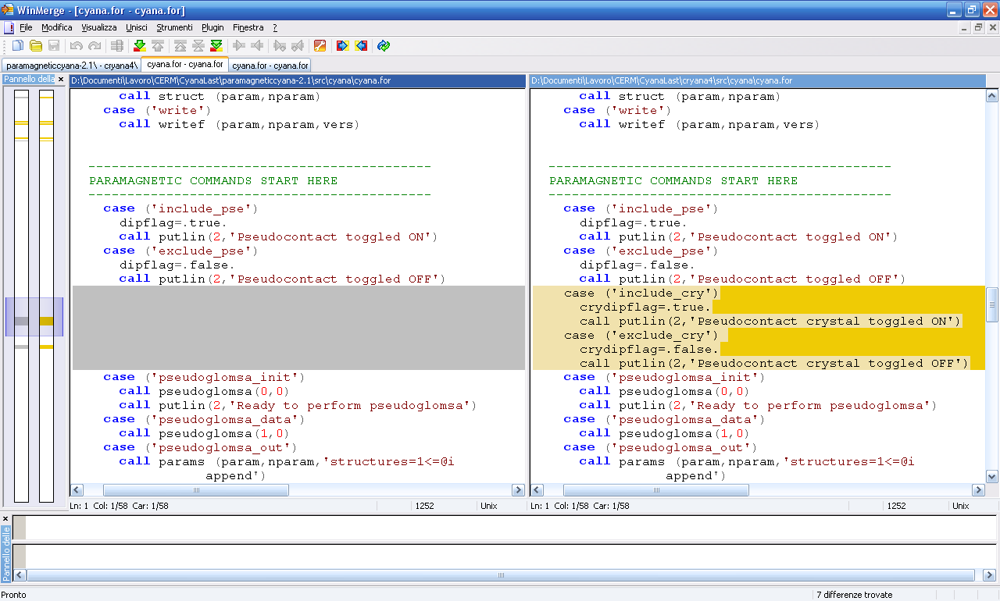 WinMerge - [cyana.for - cyana.for]
File Modifica Visualizza Unisci Strumenti Plugin Finestra ?
paramagneticcyana-2.1\ - cryana4\ cyana.for - cyana.for cyana.for - cyana.for
Pannello della
D:\Documenti\Lavoro\CERM\CyanaLast\paramagneticcyana-2.1\src\cyana\cyana.for
call struct (param,nparam)
case ('write')
call writef (param,nparam,vers)
--------------------------------------------
PARAMAGNETIC COMMANDS START HERE
--------------------------------------------
case ('include_pse')
dipflag=.true.
call putlin(2,'Pseudocontact toggled ON')
case ('exclude_pse')
dipflag=.false.
call putlin(2,'Pseudocontact toggled OFF')
case ('pseudoglomsa_init')
call pseudoglomsa(0,0)
call putlin(2,'Ready to perform pseudoglomsa')
case ('pseudoglomsa_data')
call pseudoglomsa(1,0)
case ('pseudoglomsa_out')
call params (param,nparam,'structures=1<=@i
append')
Ln: 1 Col: 1/58 Car: 1/58 1252 Unix
D:\Documenti\Lavoro\CERM\CyanaLast\cryana4\src\cyana\cyana.for
call struct (param,nparam)
case ('write')
call writef (param,nparam,vers)
--------------------------------------------
PARAMAGNETIC COMMANDS START HERE
--------------------------------------------
case ('include_pse')
dipflag=.true.
call putlin(2,'Pseudocontact toggled ON')
case ('exclude_pse')
dipflag=.false.
call putlin(2,'Pseudocontact toggled OFF')
case ('include_cry')
crydipflag=.true.
call putlin(2,'Pseudocontact crystal toggled ON')
case ('exclude_cry')
crydipflag=.false.
call putlin(2,'Pseudocontact crystal toggled OFF')
case ('pseudoglomsa_init')
call pseudoglomsa(0,0)
call putlin(2,'Ready to perform pseudoglomsa')
case ('pseudoglomsa_data')
call pseudoglomsa(1,0)
case ('pseudoglomsa_out')
call params (param,nparam,'structures=1<=@i
append')
Ln: 1 Col: 1/58 Car: 1/58 1252 Unix
Pannello delle
Pronto 7 differenze trovate